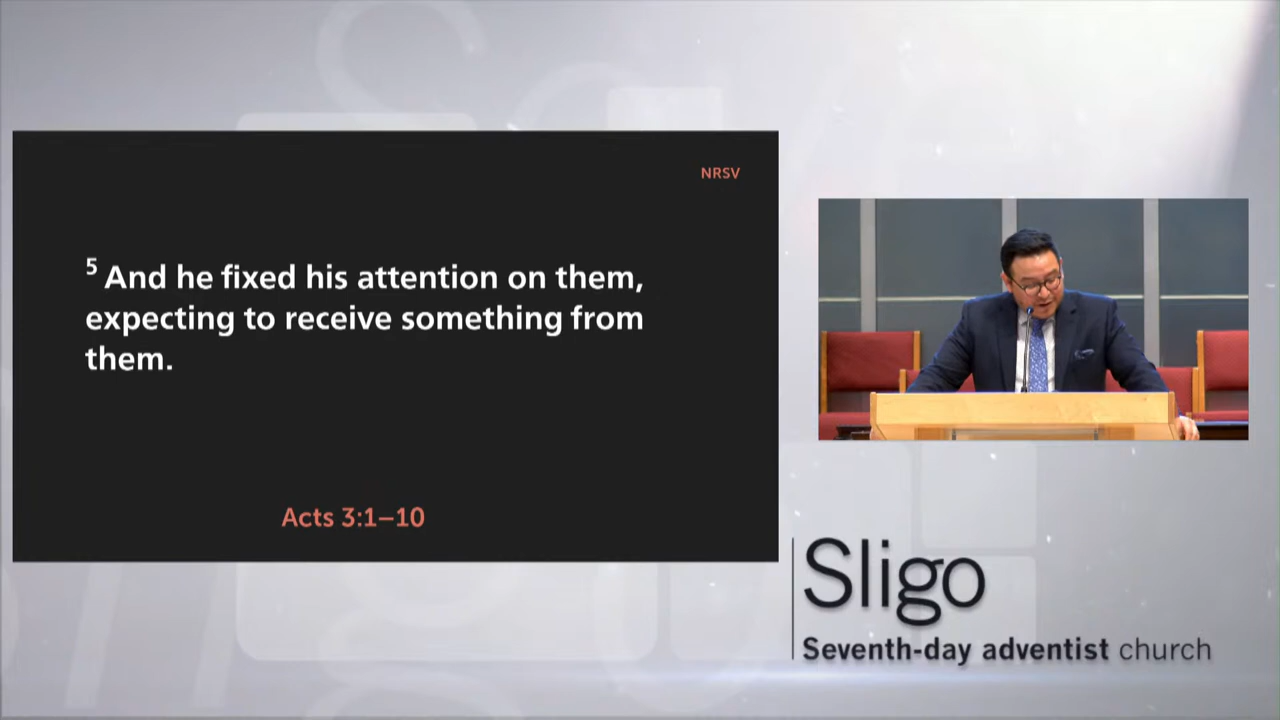 NRSV
5 And he fixed his attention on them,
expecting to receive something from
them.
Acts 3:1–10
Sligo
Seventh-day adventist church